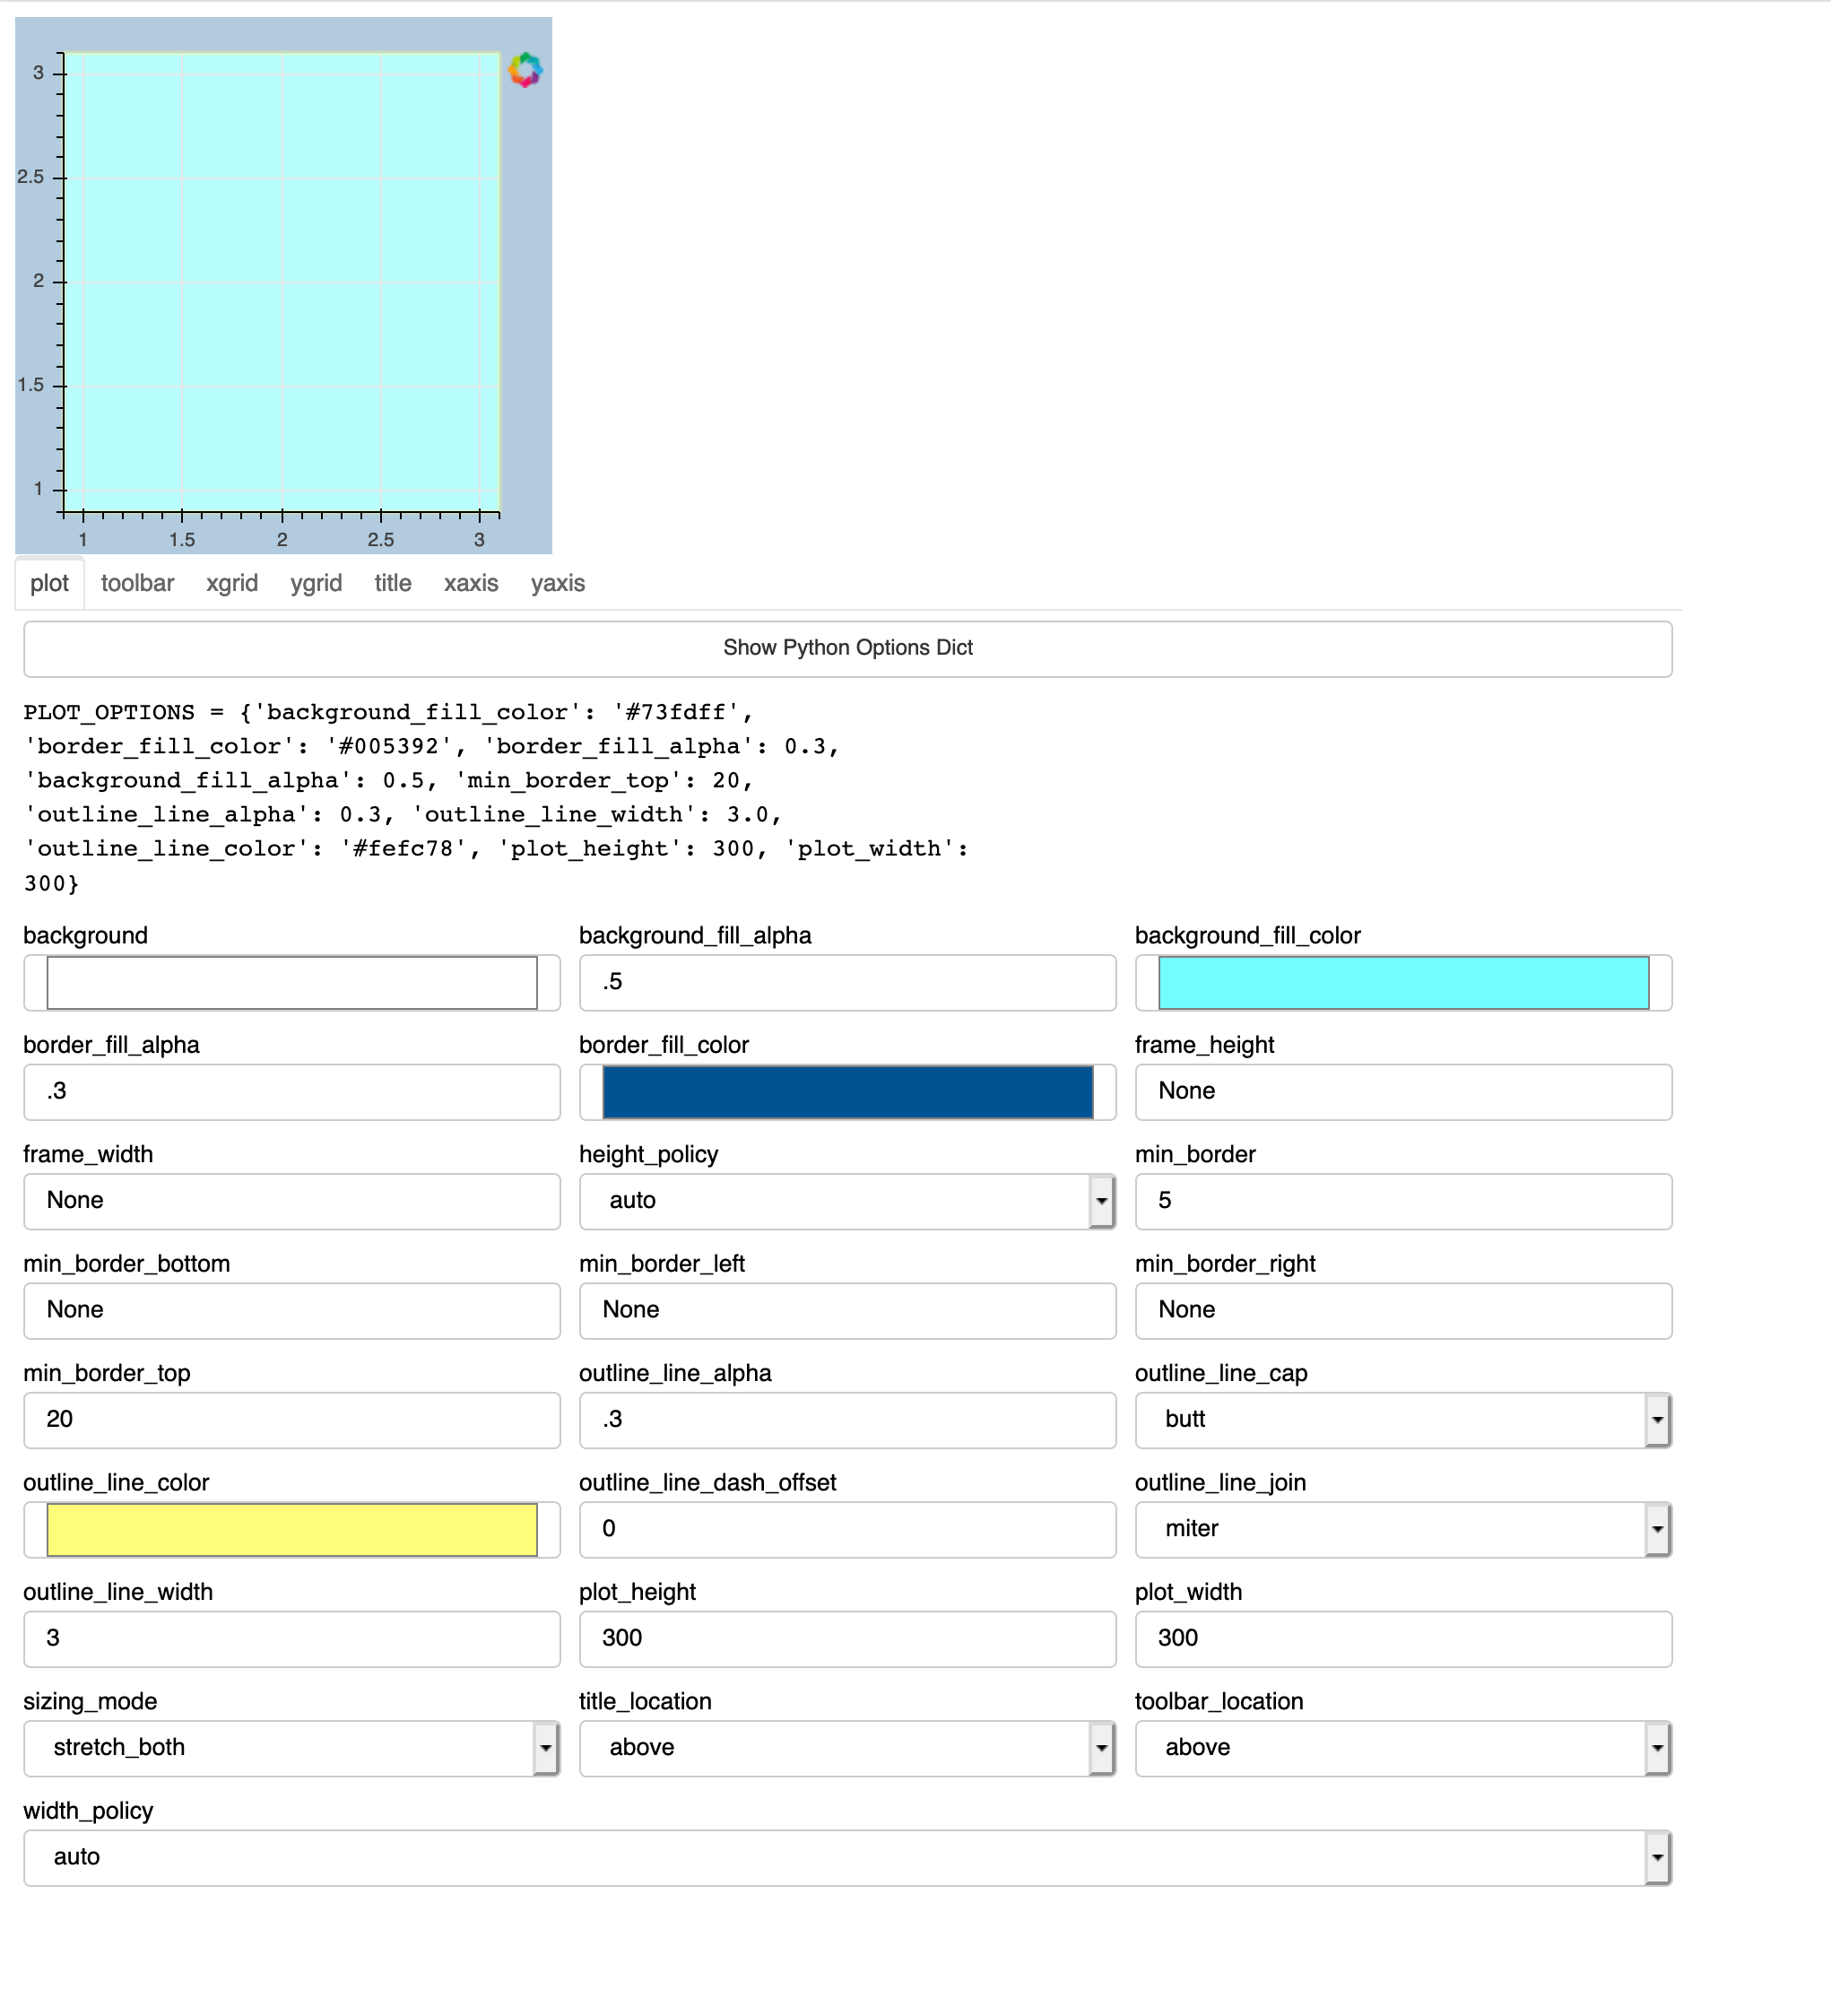 3
2.5
2
1.5
1
1 1.5 2 2.5 3
plot toolbar xgrid ygrid title xaxis yaxis
Show Python Options Dict
PLOT_OPTIONS = {'background_fill_color': '#73fdff',
'border_fill_color': '#005392', 'border_fill_alpha': 0.3,
'background_fill_alpha': 0.5, 'min_border_top': 20,
'outline_line_alpha': 0.3, 'outline_line_width': 3.0,
'outline_line_color': '#fefc78', 'plot_height': 300, 'plot_width':
300}
background background_fill_alpha background_fill_color
.5
border_fill_alpha border_fill_color frame_height
.3 None
frame_width height_policy min_border
None auto 5
min_border_bottom min_border_left min_border_right
None None None
min_border_top outline_line_alpha outline_line_cap
20 .3 butt
outline_line_color outline_line_dash_offset outline_line_join
0 miter
outline_line_width plot_height plot_width
3 300 300
sizing_mode title_location toolbar_location
stretch_both above above
width_policy
auto